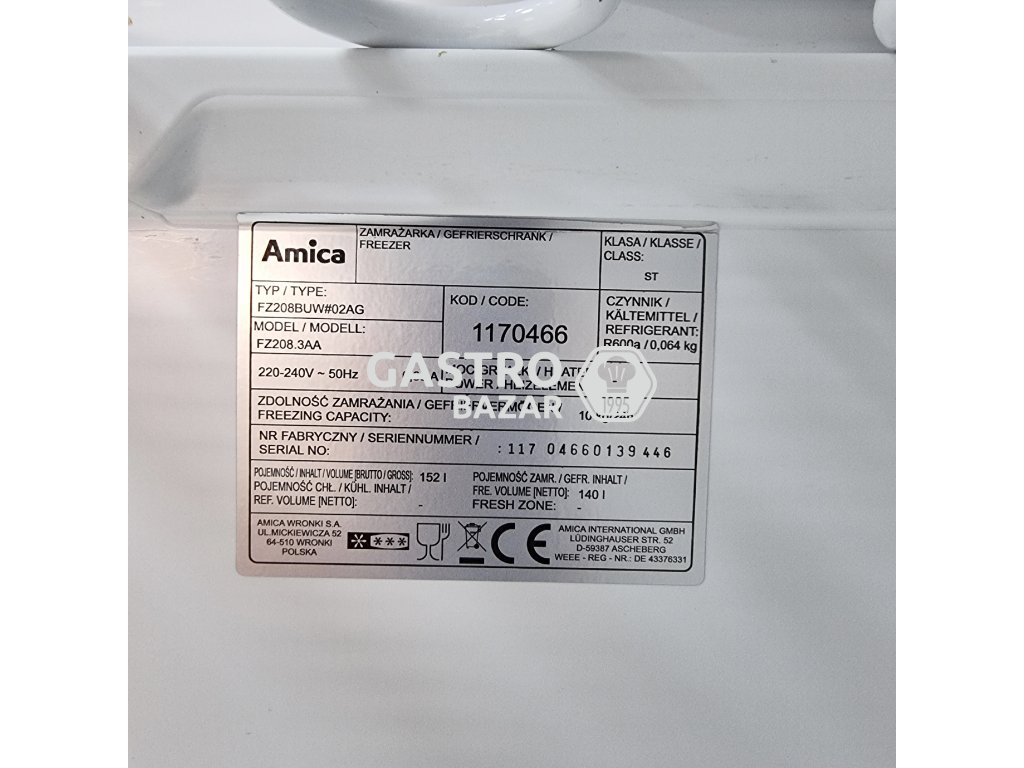 Amica
ZAMRAŻARKA / GEFRIERSCHRANK /
FREEZER
KLASA / KLASSE /
CLASS:
ST
TYP / TYPE:
FZ208BUW#02AG
MODEL / MODELL:
FZ208.3AA
KOD / CODE:
1170466
CZYNNIK /
KÄLTEMITTEL /
REFRIGERANT:
R600a / 0,064 kg
220-240V ~ 50Hz
GASTRO
BAZAR
1995
ZDOLNOŚĆ ZAMRAŻANIA /
FREEZING CAPACITY:
NR FABRYCZNY / SERIENNUMMER /
SERIAL NO:
: 117 04660139446
POJEMNOŚĆ / INHALT / VOLUME [BRUTTO / GROSS]: 152 l
POJEMNOŚĆ CHŁ. / KÜHL. INHALT /
REF. VOLUME [NETTO]: -
POJEMNOŚĆ ZAMR. / GEFR. INHALT /
FRE. VOLUME [NETTO]: 140 l
FRESH ZONE: -
AMICA WRONKI S.A.
UL.MICKIEWICZA 52
64-510 WRONKI
POLSKA
CE
AMICA INTERNATIONAL GMBH
LÜDINGHAUSER STR. 52
D-59387 ASCHEBERG
WEEE - REG - NR.: DE 43376331